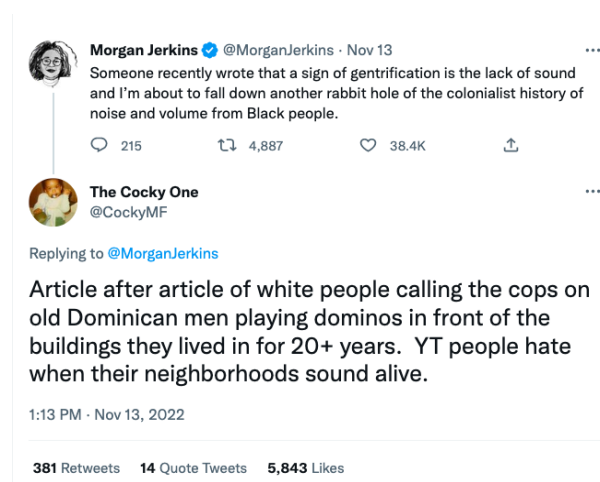 Morgan Jerkins @MorganJerkins · Nov 13
Someone recently wrote that a sign of gentrification is the lack of sound
and I'm about to fall down another rabbit hole of the colonialist history of
noise and volume from Black people.
215 4,887 38.4K
The Cocky One
@CockyMF
Replying to @MorganJerkins
Article after article of white people calling the cops on
old Dominican men playing dominos in front of the
buildings they lived in for 20+ years. YT people hate
when their neighborhoods sound alive.
1:13 PM · Nov 13, 2022
381 Retweets 14 Quote Tweets 5,843 Likes